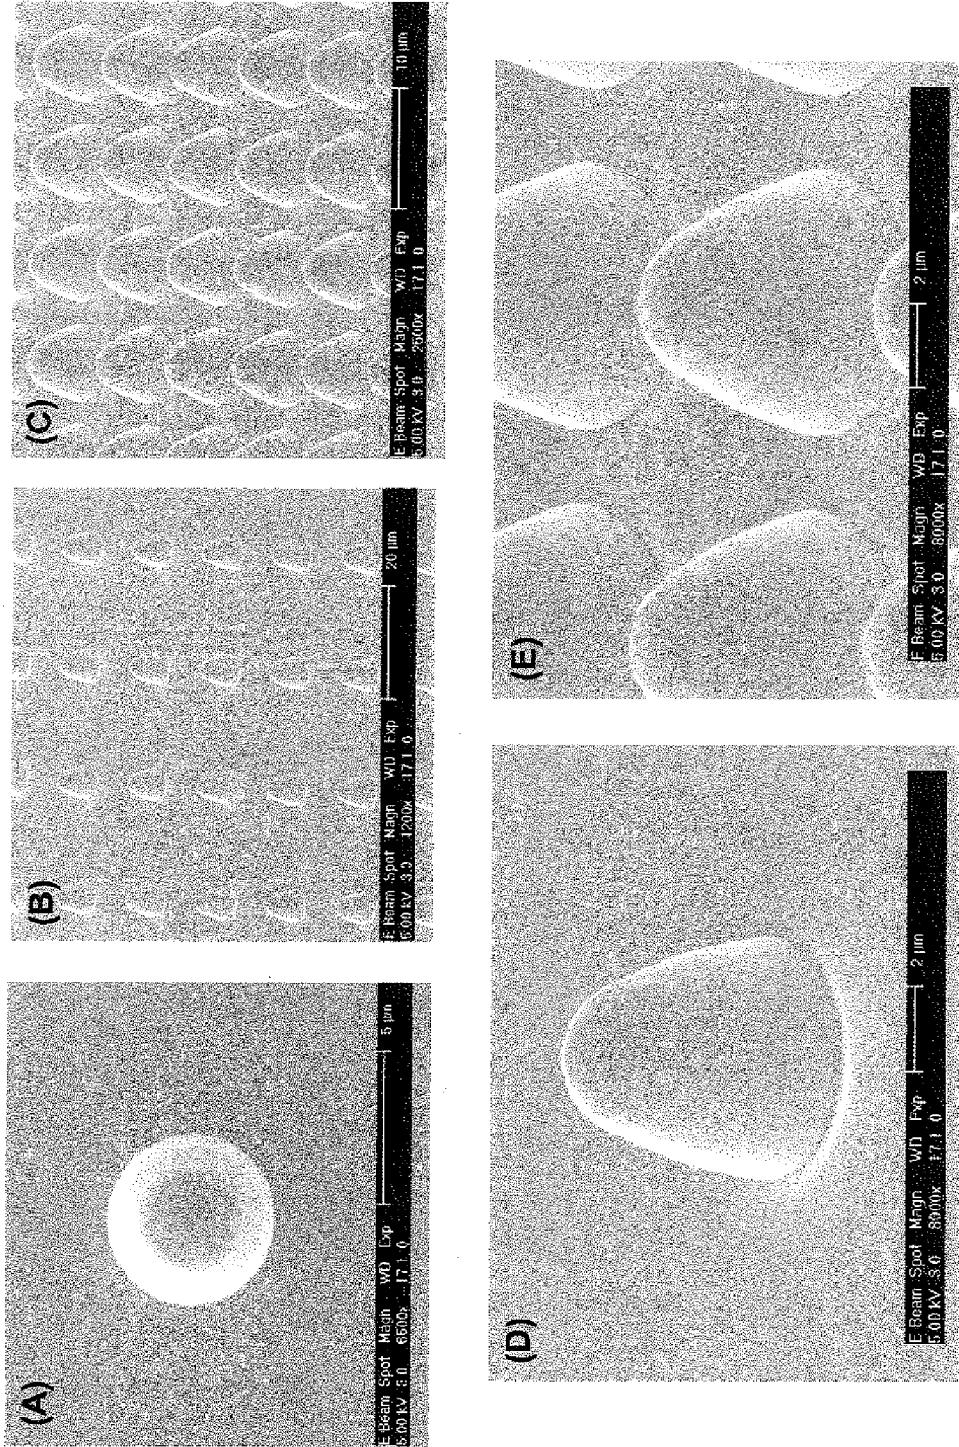 (A)
E Beam Spot Magn WD Exp 5 µm
5.00 kV 3.0 6600x 17.1 0
(B)
E Beam Spot Magn WD Exp 20 µm
5.00 kV 3.0 1200x 17.1 0
(C)
E Beam Spot Magn WD Exp 10 µm
5.00 kV 3.0 2500x 17.1 0
(D)
E Beam Spot Magn WD Exp 2 µm
5.00 kV 3.0 8000x 17.1 0
(E)
E Beam Spot Magn WD Exp 2 µm
5.00 kV 3.0 8000x 17.1 0